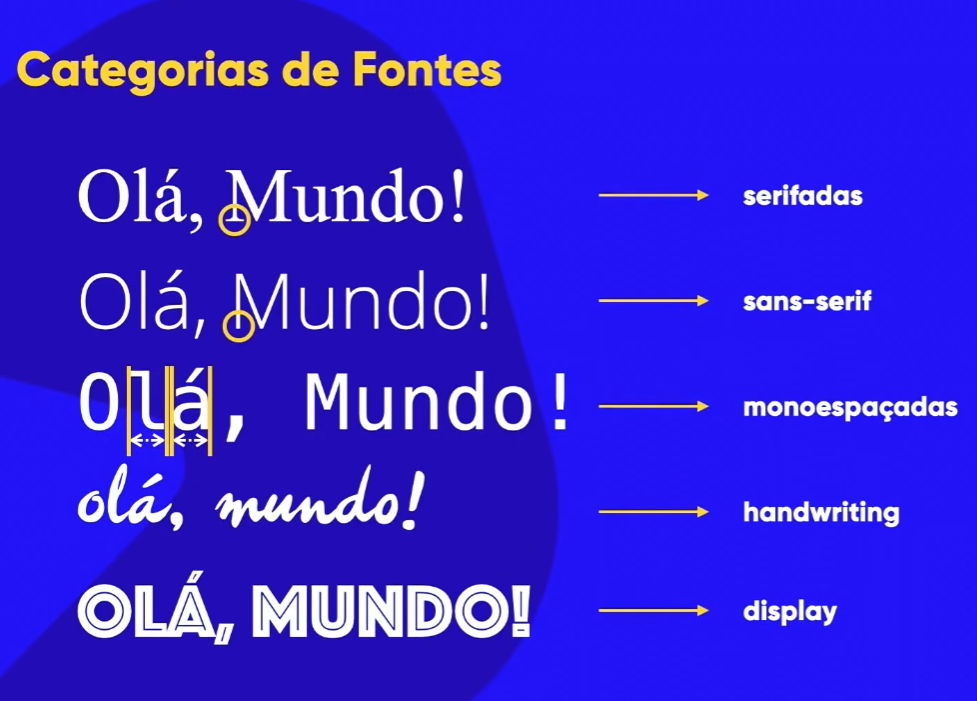 Categorias de Fontes
Olá, Mundo! serifadas
Olá, Mundo! sans-serif
Olá, Mundo! monoespaçadas
olá, mundo! handwriting
OLÁ, MUNDO! display